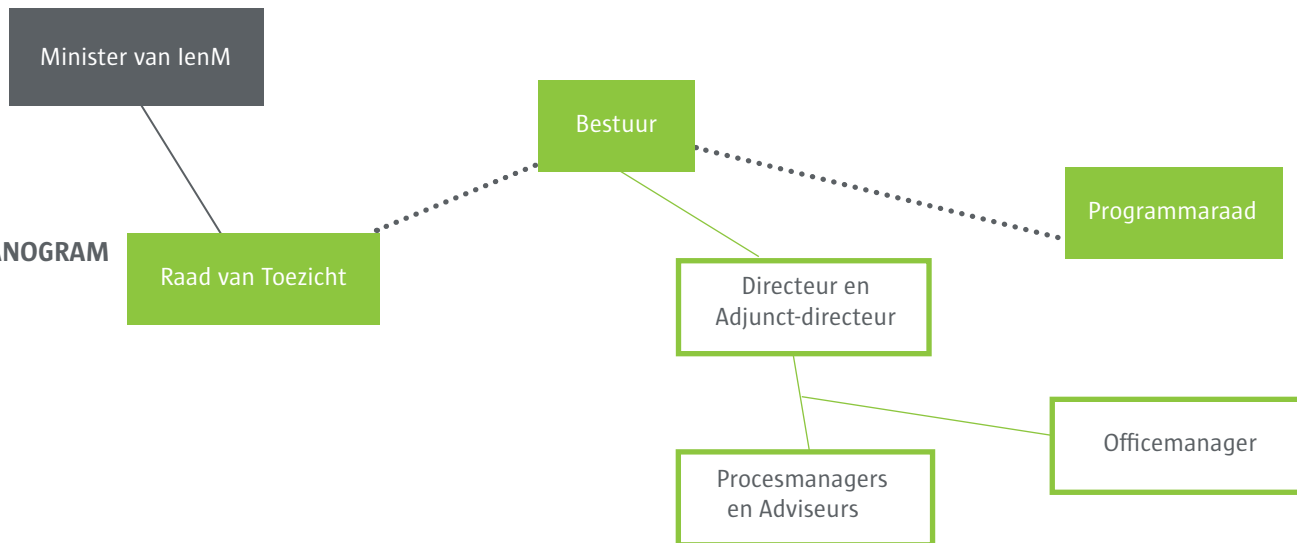 Minister van IenM
Bestuur
Programmaraad
ANOGRAM
Raad van Toezicht
Directeur en
Adjunct-directeur
Officemanager
Procesmanagers
en Adviseurs